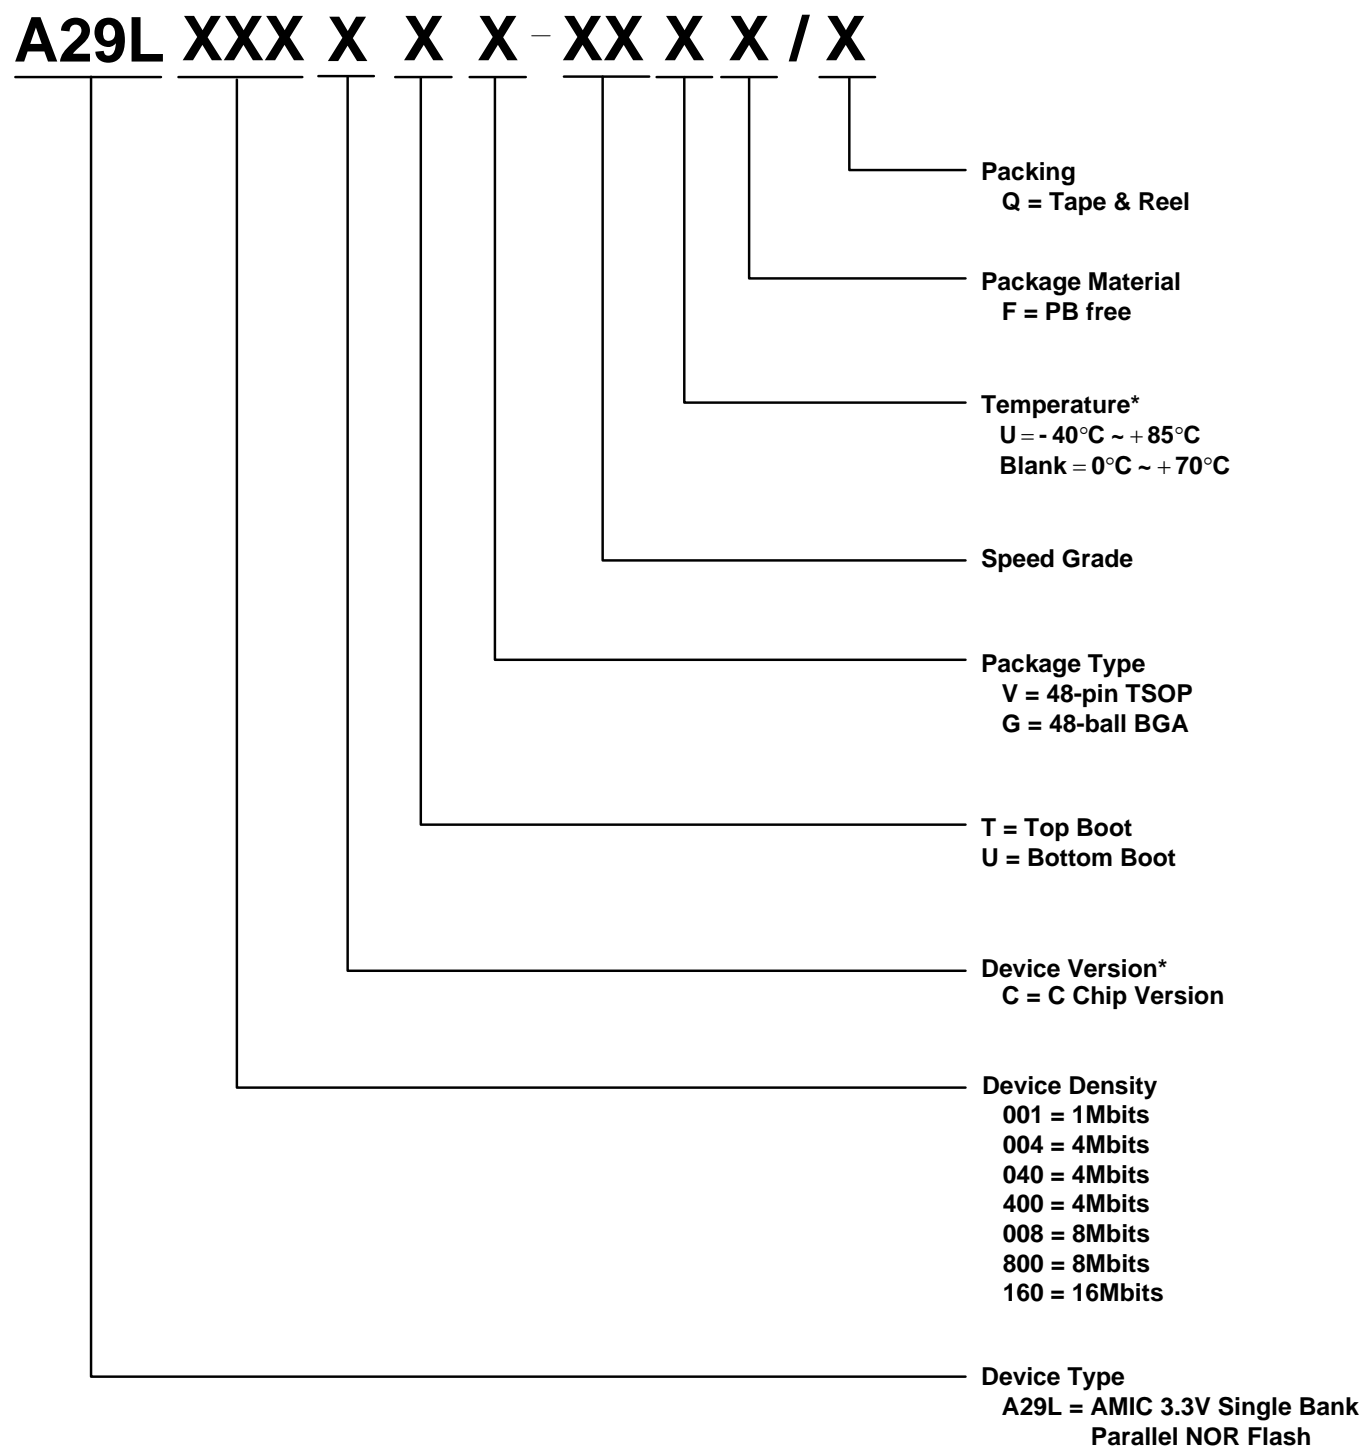 A29L XXX X X X - XX X X / X
Packing
Q = Tape & Reel
Package Material
F = PB free
Temperature*
U = - 40°C ~ + 85°C
Blank = 0°C ~ + 70°C
Speed Grade
Package Type
V = 48-pin TSOP
G = 48-ball BGA
T = Top Boot
U = Bottom Boot
Device Version*
C = C Chip Version
Device Density
001 = 1Mbits
004 = 4Mbits
040 = 4Mbits
400 = 4Mbits
008 = 8Mbits
800 = 8Mbits
160 = 16Mbits
Device Type
A29L = AMIC 3.3V Single Bank
Parallel NOR Flash